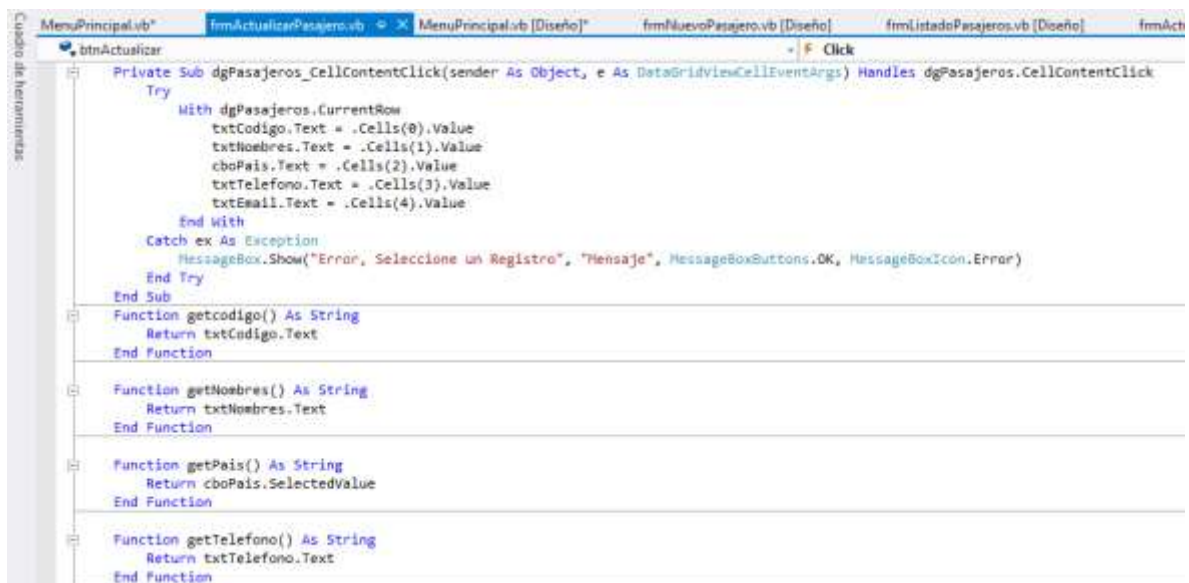 MenuPrincipal.vb*
frmActualizarPasajero.vb
MenuPrincipal.vb [Diseño]*
frmNuevoPasajero.vb [Diseño]
frmListadoPasajeros.vb [Diseño]
frmActu
Cuadro de herramientas
btnActualizar
Click
Private Sub dgPasajeros_CellContentClick(sender As Object, e As DataGridViewCellEventArgs) Handles dgPasajeros.CellContentClick
Try
With dgPasajeros.CurrentRow
txtCodigo.Text = .Cells(0).Value
txtNombres.Text = .Cells(1).Value
cboPais.Text = .Cells(2).Value
txtTelefono.Text = .Cells(3).Value
txtEmail.Text = .Cells(4).Value
End With
Catch ex As Exception
MessageBox.Show("Error, Seleccione un Registro", "Mensaje", MessageBoxButtons.OK, MessageBoxIcon.Error)
End Try
End Sub
Function getcodigo() As String
Return txtCodigo.Text
End Function
Function getNombres() As String
Return txtNombres.Text
End Function
Function getPais() As String
Return cboPais.SelectedValue
End Function
Function getTelefono() As String
Return txtTelefono.Text
End Function